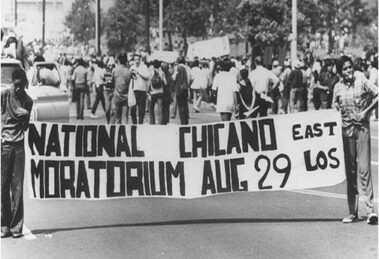 NATIONAL CHICANO EAST
MORATORIUM AUG 29 LOS